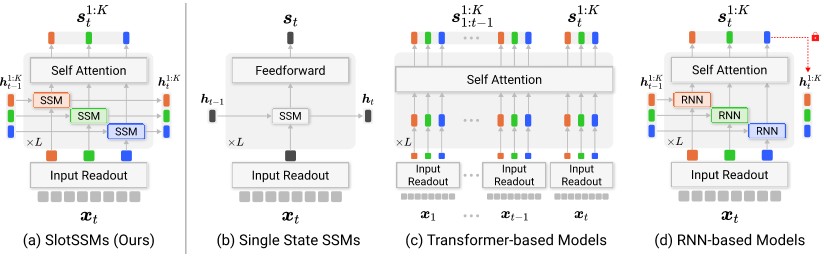 s_t^{1:K}
Self Attention
h_{t-1}^{1:K}
h_t^{1:K}
SSM
SSM
SSM
×L
Input Readout
x_t
(a) SlotSSMs (Ours)
s_t
Feedforward
h_{t-1}
SSM
h_t
×L
Input Readout
x_t
(b) Single State SSMs
s_{1:t-1}^{1:K} ... s_t^{1:K}
Self Attention
...
×L
Input Readout
...
Input Readout
Input Readout
x_1 ... x_{t-1} x_t
(c) Transformer-based Models
s_t^{1:K}
Self Attention
h_{t-1}^{1:K}
h_t^{1:K}
RNN
RNN
RNN
×L
Input Readout
x_t
(d) RNN-based Models